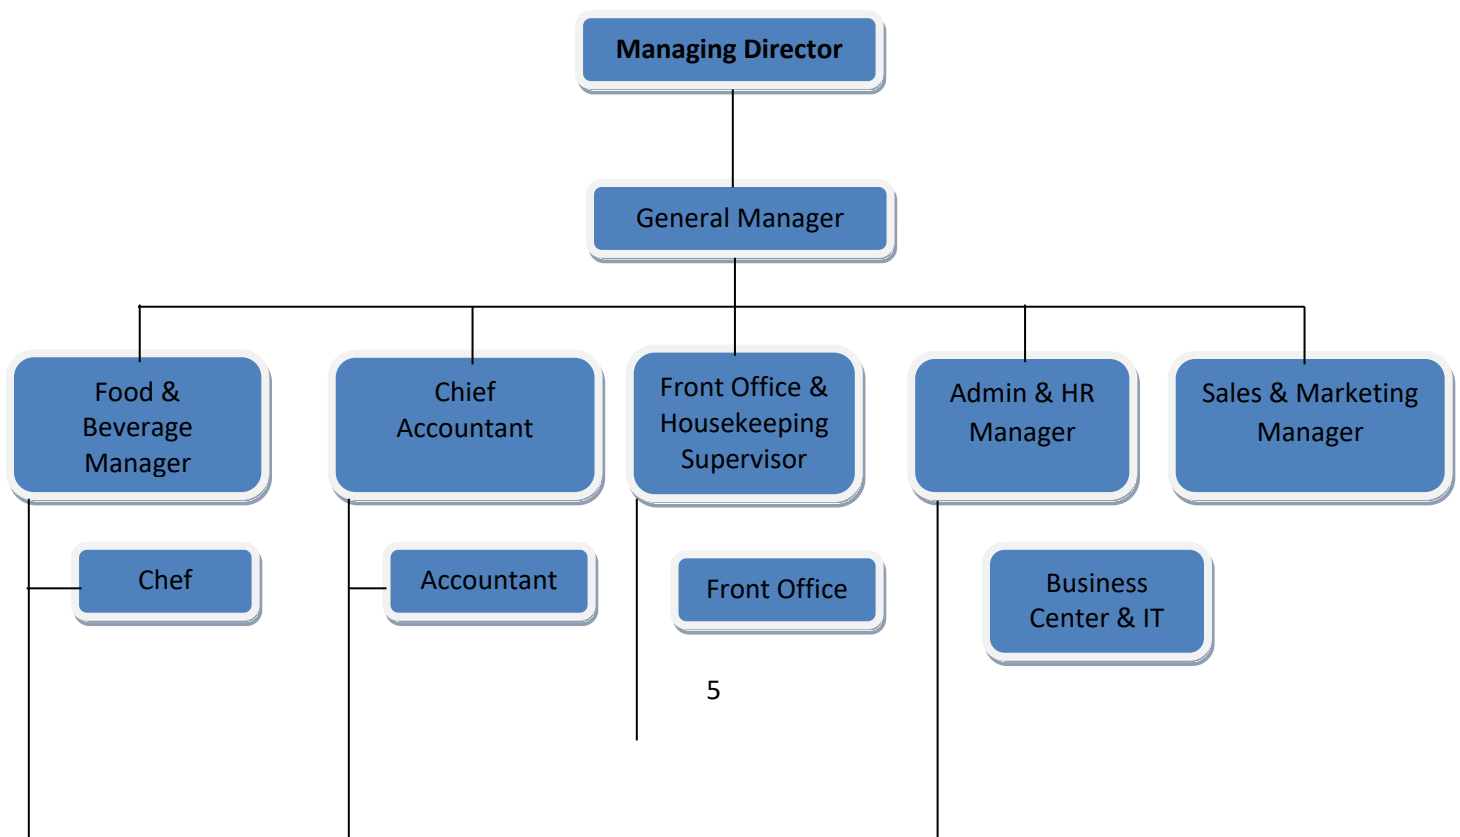 Managing Director
General Manager
Food &
Beverage
Manager
Chief
Accountant
Front Office &
Housekeeping
Supervisor
Admin & HR
Manager
Sales & Marketing
Manager
Chef
Accountant
Front Office
Business
Center & IT
5